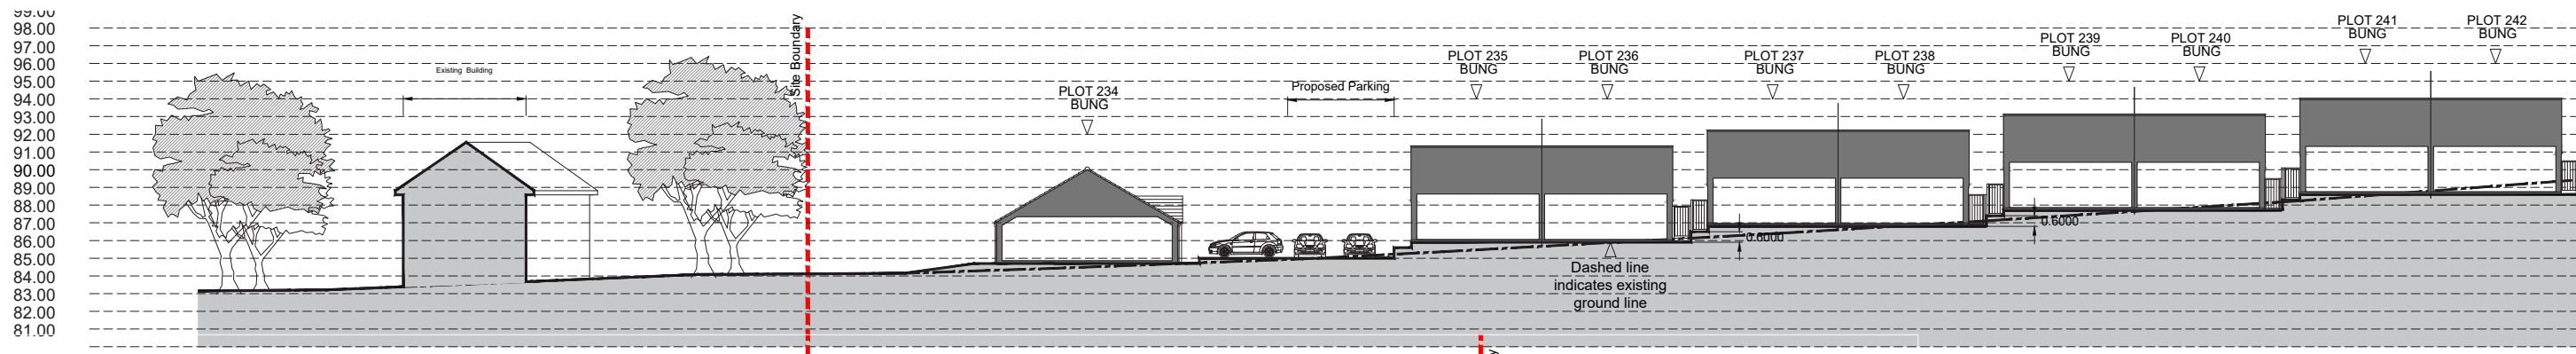 99.00
98.00
97.00
96.00
95.00
94.00
93.00
92.00
91.00
90.00
89.00
88.00
87.00
86.00
85.00
84.00
83.00
82.00
81.00
Existing Building
Site Boundary
PLOT 234
BUNG
Proposed Parking
PLOT 235
BUNG
PLOT 236
BUNG
PLOT 237
BUNG
PLOT 238
BUNG
PLOT 239
BUNG
PLOT 240
BUNG
PLOT 241
BUNG
PLOT 242
BUNG
0.6000
0.6000
Dashed line
indicates existing
ground line